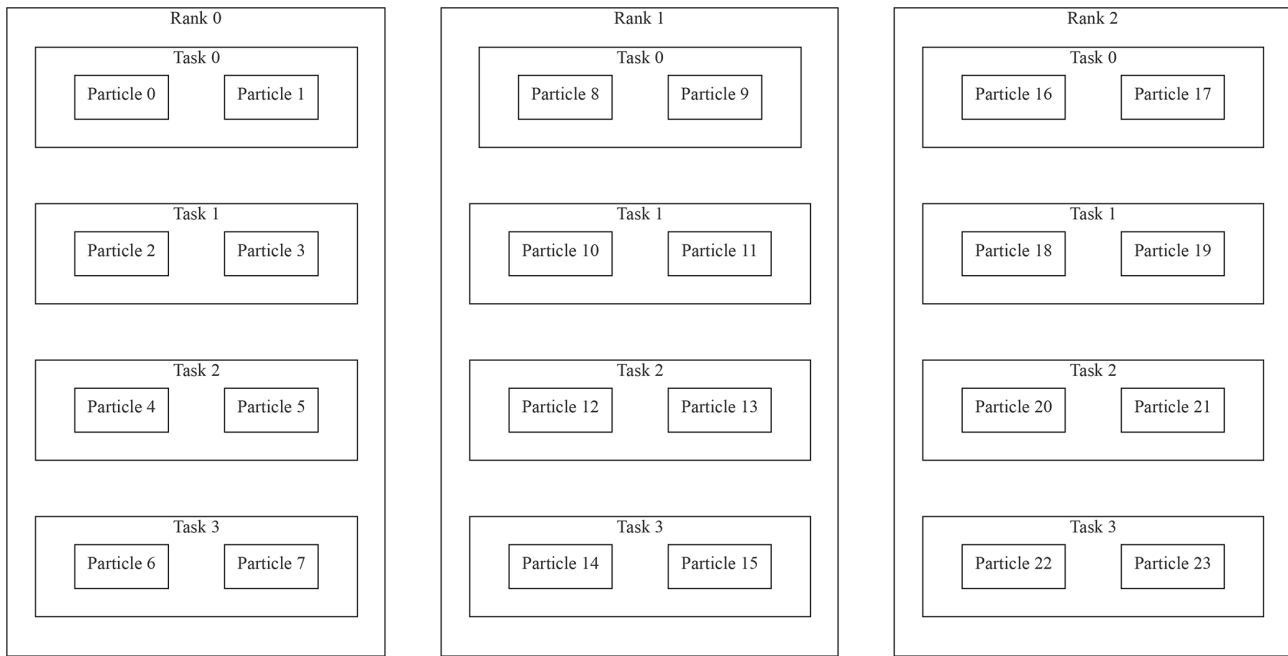 Rank 0
Task 0
Particle 0
Particle 1
Task 1
Particle 2
Particle 3
Task 2
Particle 4
Particle 5
Task 3
Particle 6
Particle 7
Rank 1
Task 0
Particle 8
Particle 9
Task 1
Particle 10
Particle 11
Task 2
Particle 12
Particle 13
Task 3
Particle 14
Particle 15
Rank 2
Task 0
Particle 16
Particle 17
Task 1
Particle 18
Particle 19
Task 2
Particle 20
Particle 21
Task 3
Particle 22
Particle 23